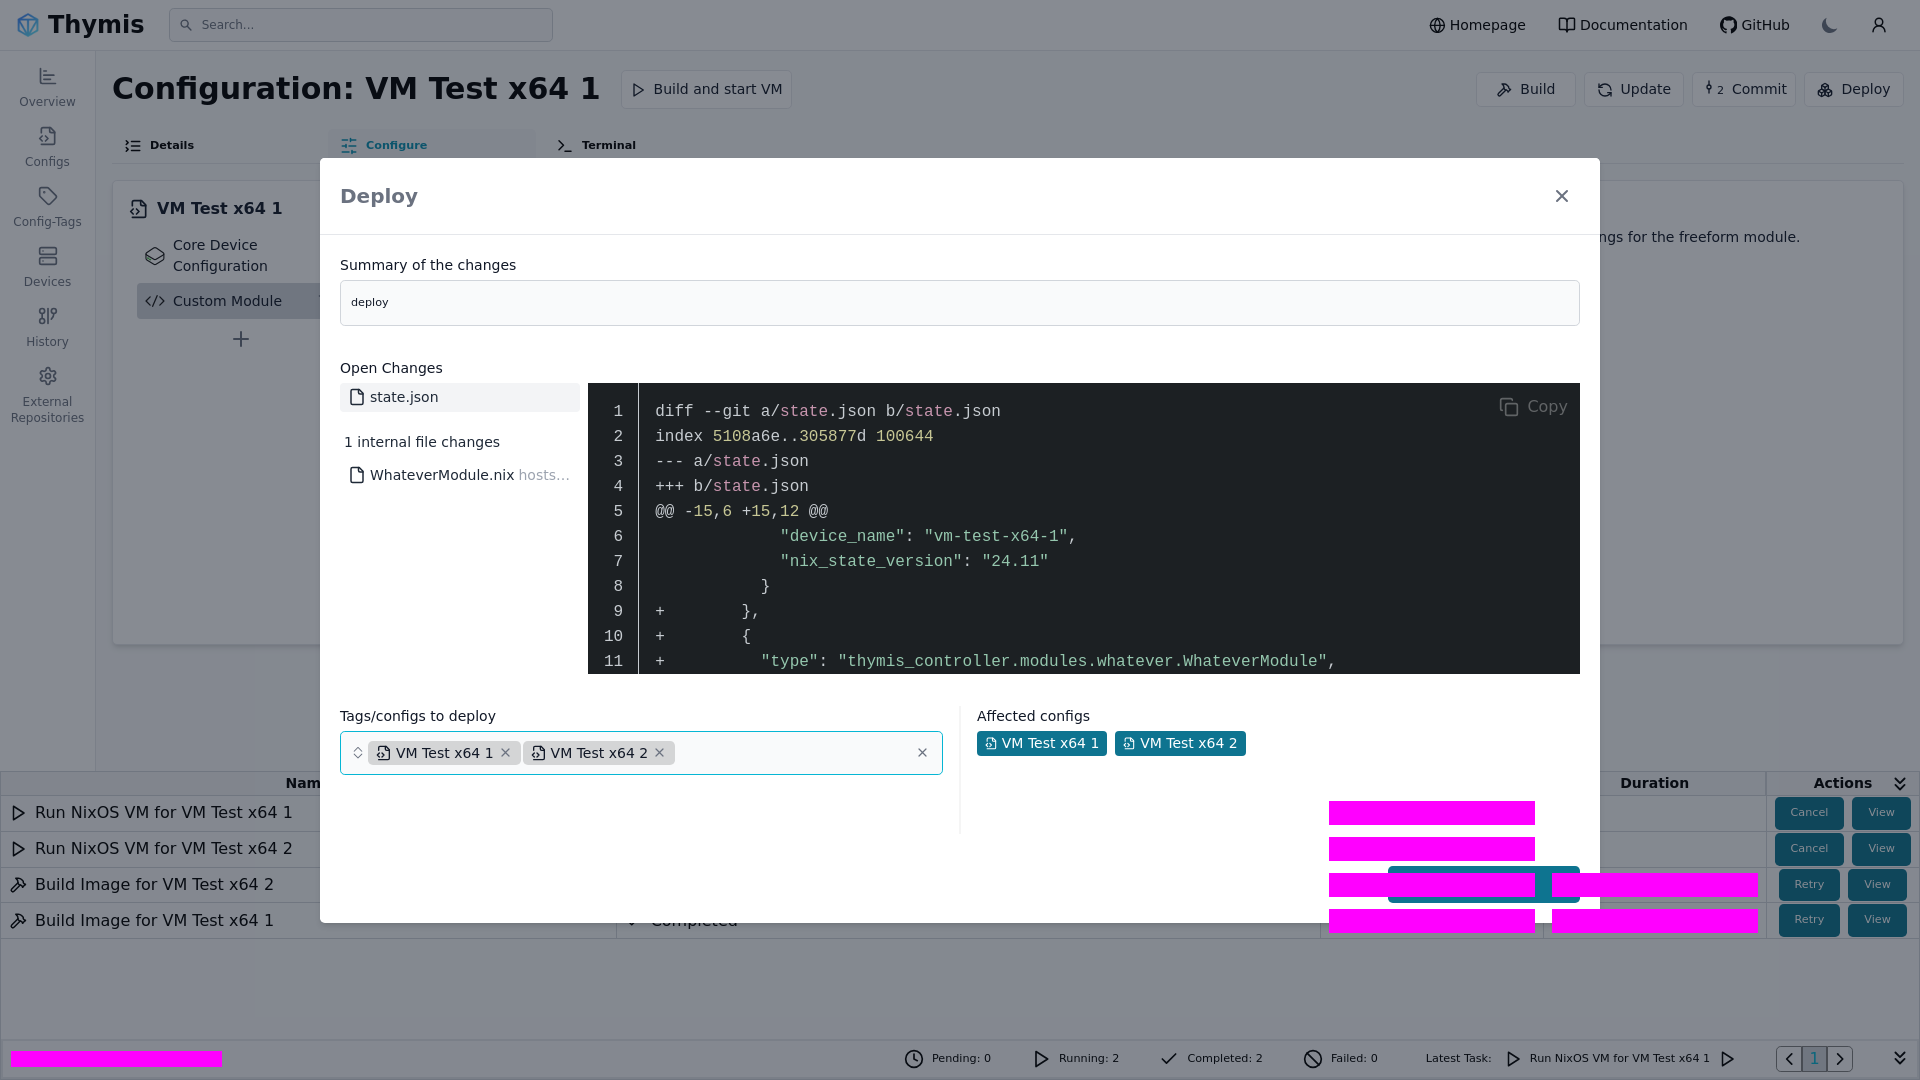 Thymis
Search...
Homepage
Documentation
GitHub
Overview
Configs
Config-Tags
Devices
History
External
Repositories
Configuration: VM Test x64 1
Build and start VM
Build
Update
2 Commit
Deploy
Details
Configure
Terminal
VM Test x64 1
Core Device
Configuration
Custom Module
ngs for the freeform module.
Deploy
Summary of the changes
deploy
Open Changes
state.json
1 internal file changes
WhateverModule.nix hosts...
Copy
1 diff --git a/state.json b/state.json
2 index 5108a6e..305877d 100644
3 --- a/state.json
4 +++ b/state.json
5 @@ -15,6 +15,12 @@
6 "device_name": "vm-test-x64-1",
7 "nix_state_version": "24.11"
8 }
9 + },
10 + {
11 + "type": "thymis_controller.modules.whatever.WhateverModule",
Tags/configs to deploy
VM Test x64 1
VM Test x64 2
Affected configs
VM Test x64 1
VM Test x64 2
Nam
Duration
Actions
Run NixOS VM for VM Test x64 1
Cancel
View
Run NixOS VM for VM Test x64 2
Cancel
View
Build Image for VM Test x64 2
Retry
View
Build Image for VM Test x64 1
Completed
Retry
View
Pending: 0
Running: 2
Completed: 2
Failed: 0
Latest Task:
Run NixOS VM for VM Test x64 1
1